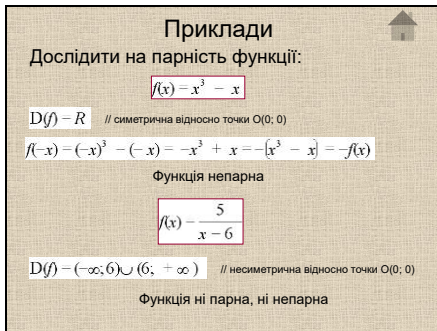 Приклади
Дослідити на парність функції:
f(x) = x³ − x
D(f) = R // симетрична відносно точки О(0; 0)
f(−x) = (−x)³ − (− x) = −x³ + x = −[x³ − x] = −f(x)
Функція непарна
f(x) − 5/(x − 6)
D(f) = (−∞; 6) ∪ (6; + ∞) // несиметрична відносно точки О(0; 0)
Функція ні парна, ні непарна